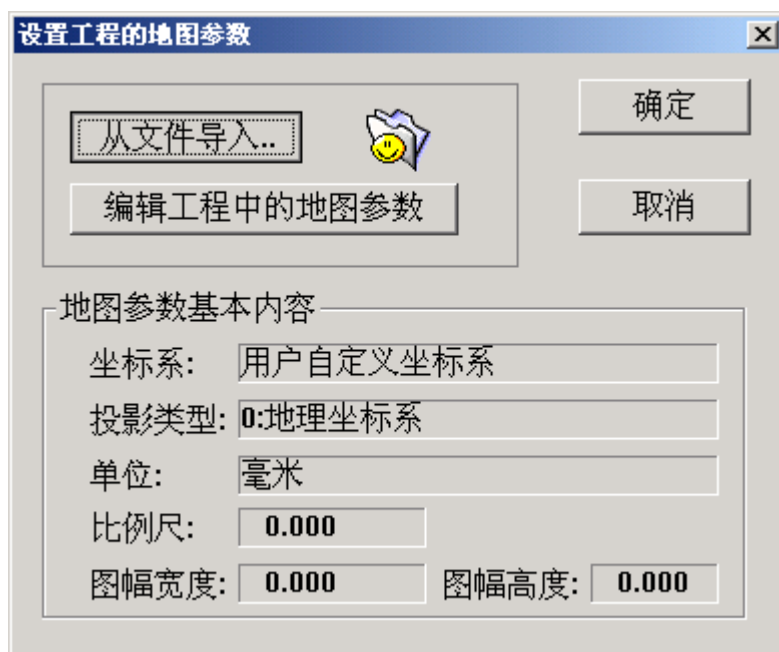 设置工程的地图参数
从文件导入..
确定
编辑工程中的地图参数
取消
地图参数基本内容
坐标系: 用户自定义坐标系
投影类型: 0:地理坐标系
单位: 毫米
比例尺: 0.000
图幅宽度: 0.000 图幅高度: 0.000